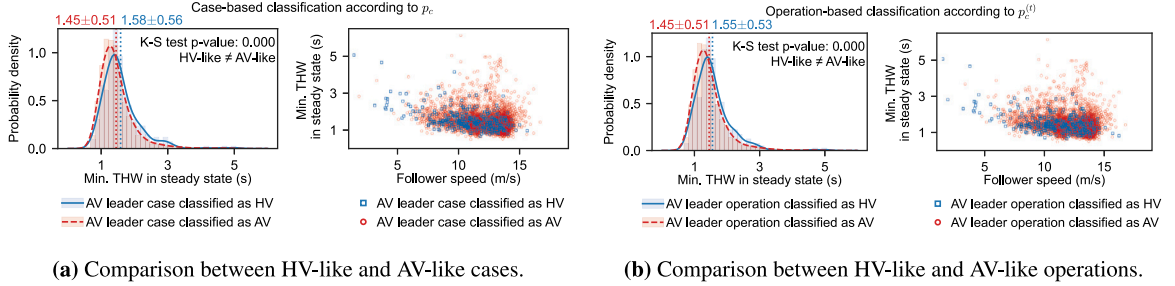 Case-based classification according to p_c
1.45±0.51 1.58±0.56
K-S test p-value: 0.000
HV-like ≠ AV-like
Probability density
1.0
0.5
0.0
1 3 5
Min. THW in steady state (s)
AV leader case classified as HV
AV leader case classified as AV
Min. THW
in steady state (s)
5
3
1
5 10 15
Follower speed (m/s)
AV leader case classified as HV
AV leader case classified as AV
(a) Comparison between HV-like and AV-like cases.
Operation-based classification according to p_c^(t)
1.45±0.51 1.55±0.53
K-S test p-value: 0.000
HV-like ≠ AV-like
Probability density
1.0
0.5
0.0
1 3 5
Min. THW in steady state (s)
AV leader operation classified as HV
AV leader operation classified as AV
Min. THW
in steady state (s)
5
3
1
5 10 15
Follower speed (m/s)
AV leader operation classified as HV
AV leader operation classified as AV
(b) Comparison between HV-like and AV-like operations.